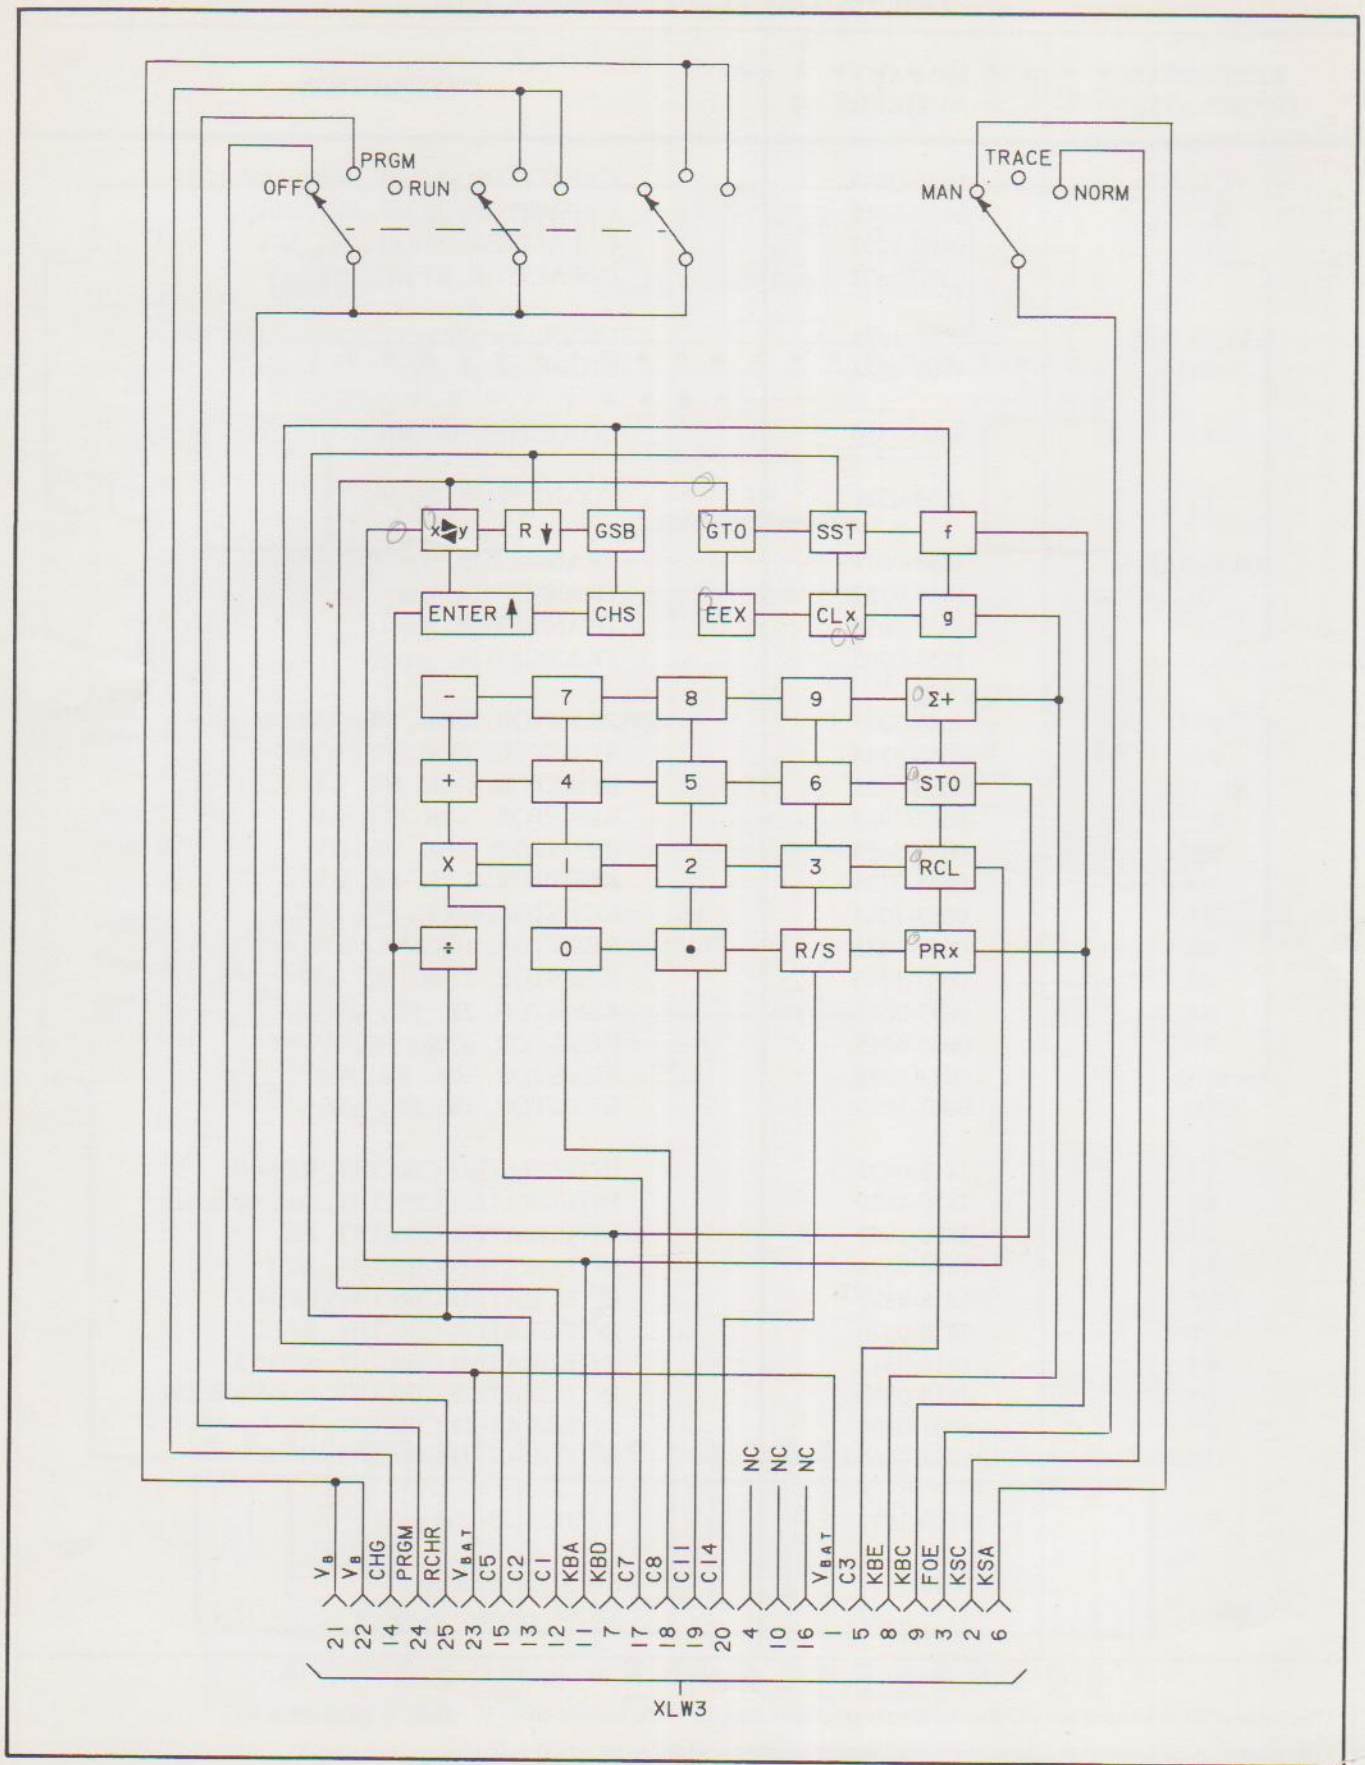 PRGM
TRACE
OFF
RUN
MAN
NORM
x⇄y
R ↓
GSB
GTO
SST
f
ENTER ↑
CHS
EEX
CLx
g
OK
-
7
8
9
Σ+
+
4
5
6
STO
X
1
2
3
RCL
÷
0
•
R/S
PRx
NC
NC
NC
VB
VB
CHG
PRGM
RCHR
VBAT
C5
C2
C1
KBA
KBD
C7
C8
C11
C14
VBAT
C3
KBE
KBC
FOE
KSC
KSA
21
22
14
24
25
23
15
13
12
11
7
17
18
19
20
4
10
16
1
5
8
9
3
2
6
XLW3